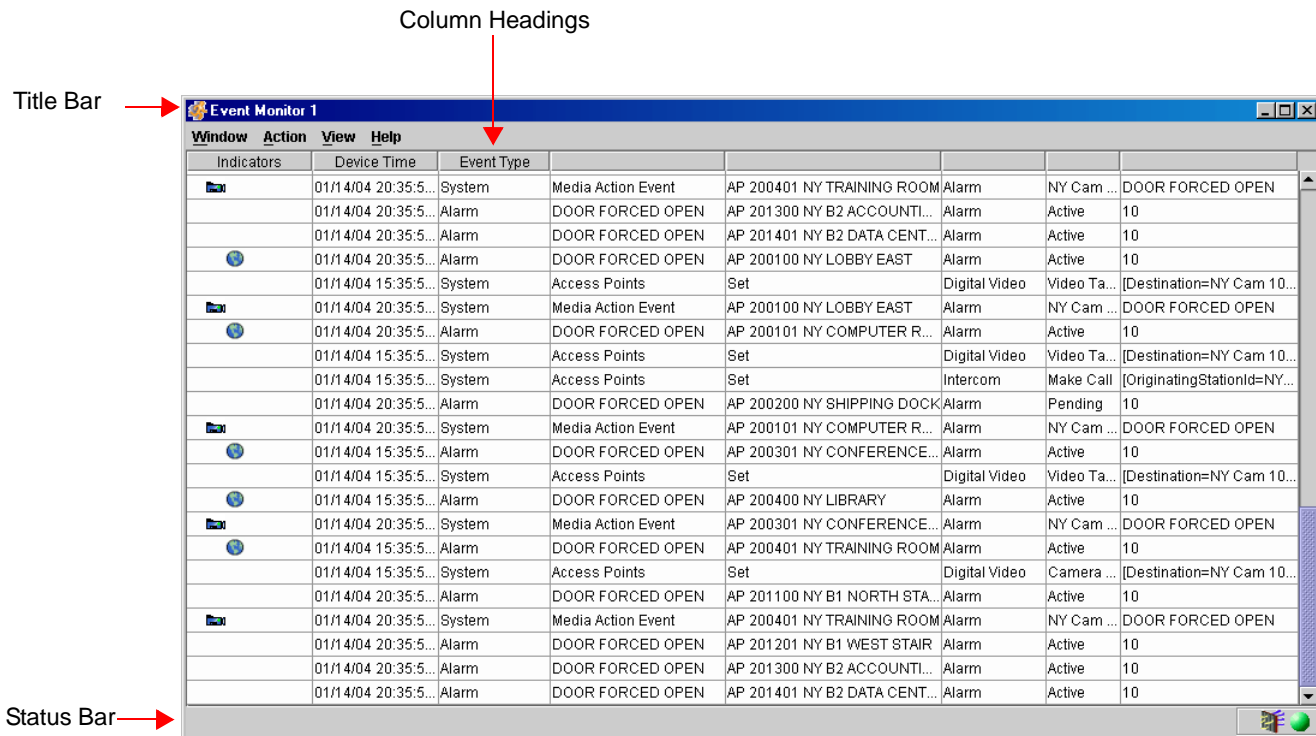 Column Headings
Title Bar
Event Monitor 1
Window Action View Help
Indicators Device Time Event Type
01/14/04 20:35:5... System Media Action Event AP 200401 NY TRAINING ROOM Alarm NY Cam ... DOOR FORCED OPEN
01/14/04 20:35:5... Alarm DOOR FORCED OPEN AP 201300 NY B2 ACCOUNTI... Alarm Active 10
01/14/04 20:35:5... Alarm DOOR FORCED OPEN AP 201401 NY B2 DATA CENT... Alarm Active 10
01/14/04 20:35:5... Alarm DOOR FORCED OPEN AP 200100 NY LOBBY EAST Alarm Active 10
01/14/04 15:35:5... System Access Points Set Digital Video Video Ta... [Destination=NY Cam 10...
01/14/04 20:35:5... System Media Action Event AP 200100 NY LOBBY EAST Alarm NY Cam ... DOOR FORCED OPEN
01/14/04 20:35:5... Alarm DOOR FORCED OPEN AP 200101 NY COMPUTER R... Alarm Active 10
01/14/04 15:35:5... System Access Points Set Digital Video Video Ta... [Destination=NY Cam 10...
01/14/04 15:35:5... System Access Points Set Intercom Make Call [OriginatingStationId=NY...
01/14/04 20:35:5... Alarm DOOR FORCED OPEN AP 200200 NY SHIPPING DOCK Alarm Pending 10
01/14/04 20:35:5... System Media Action Event AP 200101 NY COMPUTER R... Alarm NY Cam ... DOOR FORCED OPEN
01/14/04 15:35:5... Alarm DOOR FORCED OPEN AP 200301 NY CONFERENCE... Alarm Active 10
01/14/04 15:35:5... System Access Points Set Digital Video Video Ta... [Destination=NY Cam 10...
01/14/04 20:35:5... Alarm DOOR FORCED OPEN AP 200400 NY LIBRARY Alarm Active 10
01/14/04 20:35:5... System Media Action Event AP 200301 NY CONFERENCE... Alarm NY Cam ... DOOR FORCED OPEN
01/14/04 15:35:5... Alarm DOOR FORCED OPEN AP 200401 NY TRAINING ROOM Alarm Active 10
01/14/04 15:35:5... System Access Points Set Digital Video Camera ... [Destination=NY Cam 10...
01/14/04 20:35:5... Alarm DOOR FORCED OPEN AP 201100 NY B1 NORTH STA... Alarm Active 10
01/14/04 20:35:5... System Media Action Event AP 200401 NY TRAINING ROOM Alarm NY Cam ... DOOR FORCED OPEN
01/14/04 20:35:5... Alarm DOOR FORCED OPEN AP 201201 NY B1 WEST STAIR Alarm Active 10
01/14/04 20:35:5... Alarm DOOR FORCED OPEN AP 201300 NY B2 ACCOUNTI... Alarm Active 10
01/14/04 20:35:5... Alarm DOOR FORCED OPEN AP 201401 NY B2 DATA CENT... Alarm Active 10
Status Bar